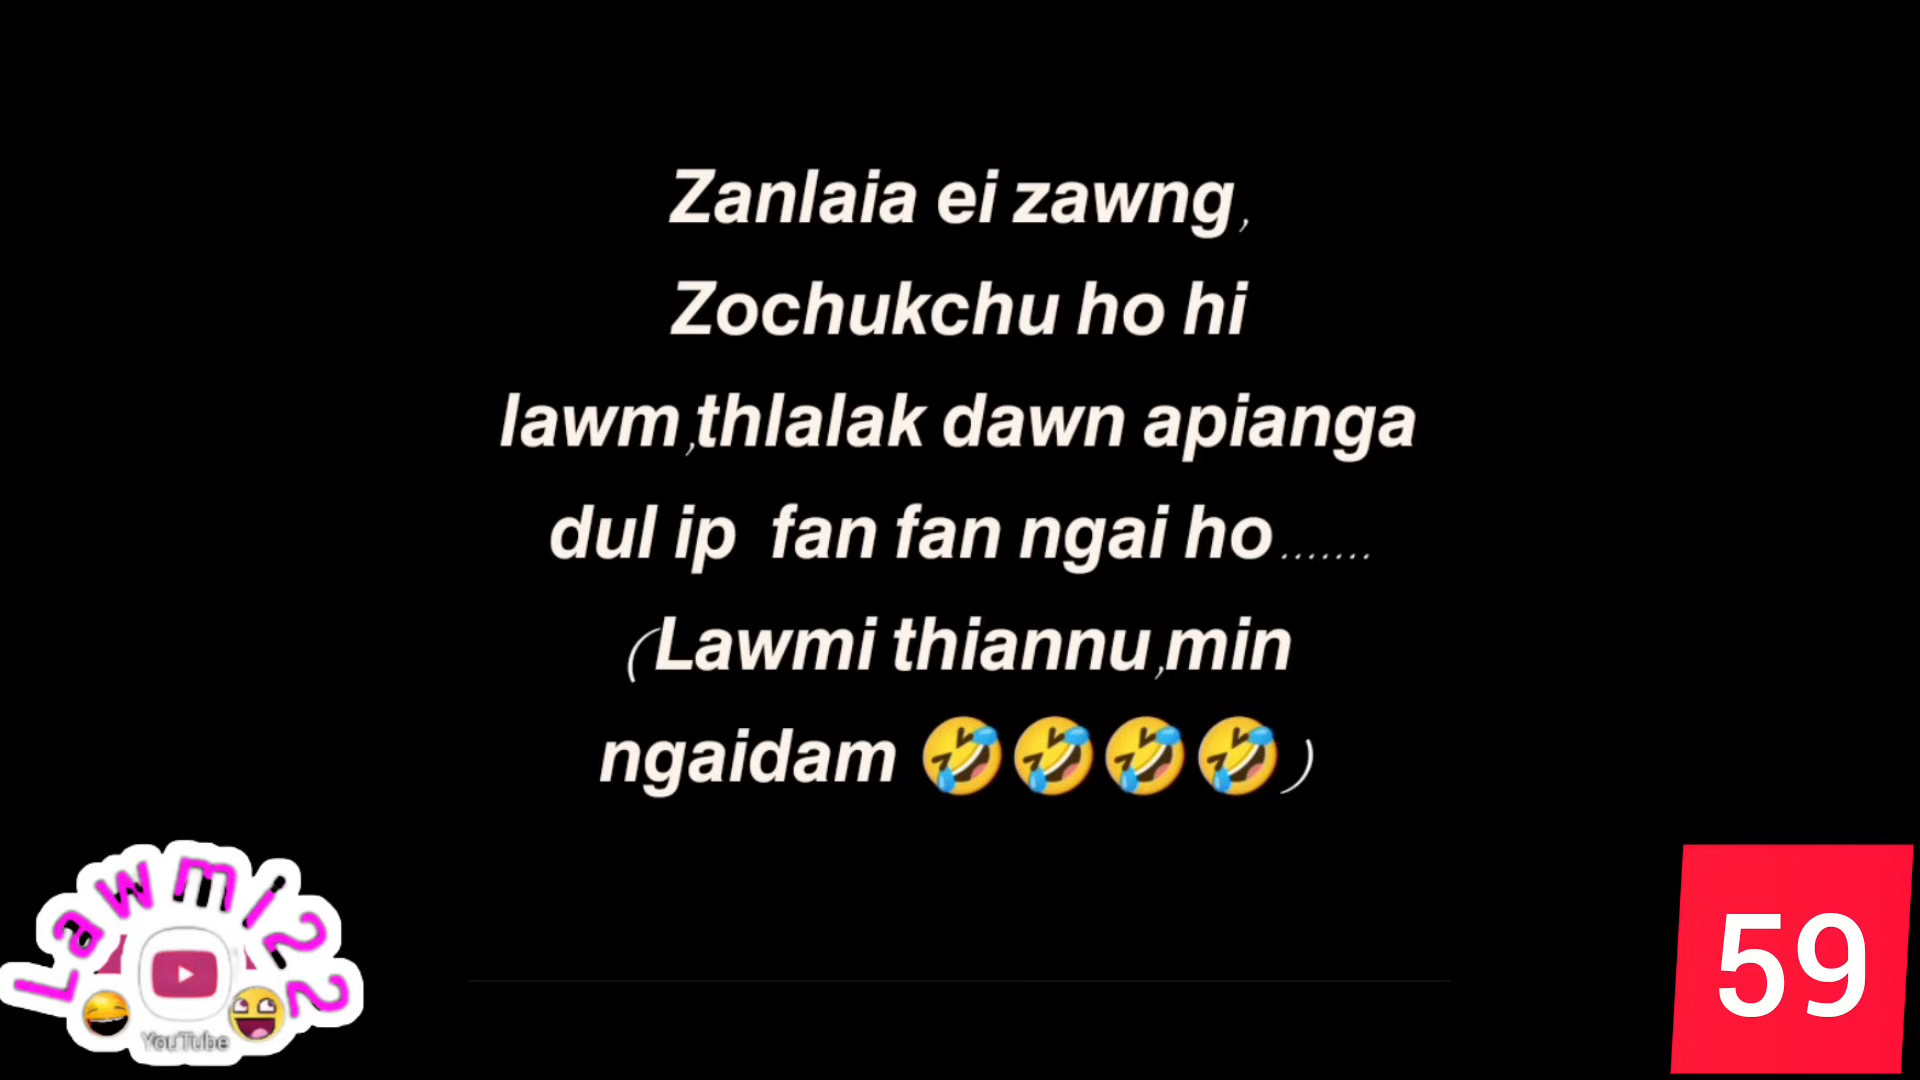 Zanlaia ei zawng,
Zochukchu ho hi
lawm,thlalak dawn apianga
dul ip fan fan ngai ho.......
(Lawmi thiannu,min
ngaidam 🤣🤣🤣🤣)
Lawmi22
YouTube
59